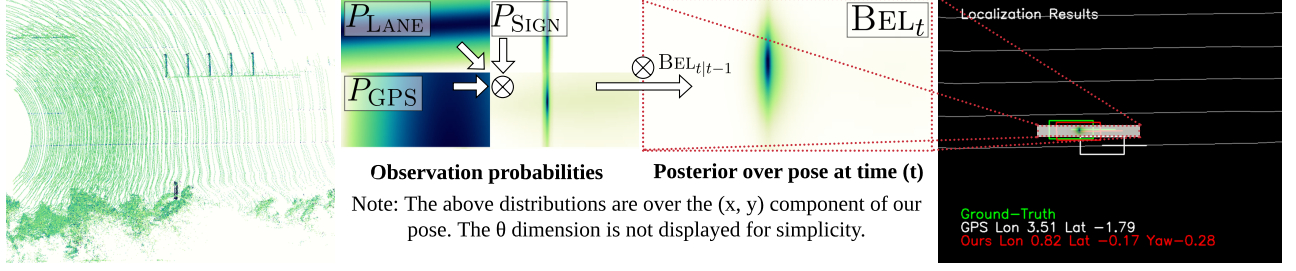 P_LANE
P_SIGN
P_GPS
⊗
⊗ BEL_{t|t−1}
BEL_t
Observation probabilities
Posterior over pose at time (t)
Note: The above distributions are over the (x, y) component of our
pose. The θ dimension is not displayed for simplicity.
Localization Results
Ground−Truth
GPS Lon 3.51 Lat −1.79
Ours Lon 0.82 Lat −0.17 Yaw−0.28